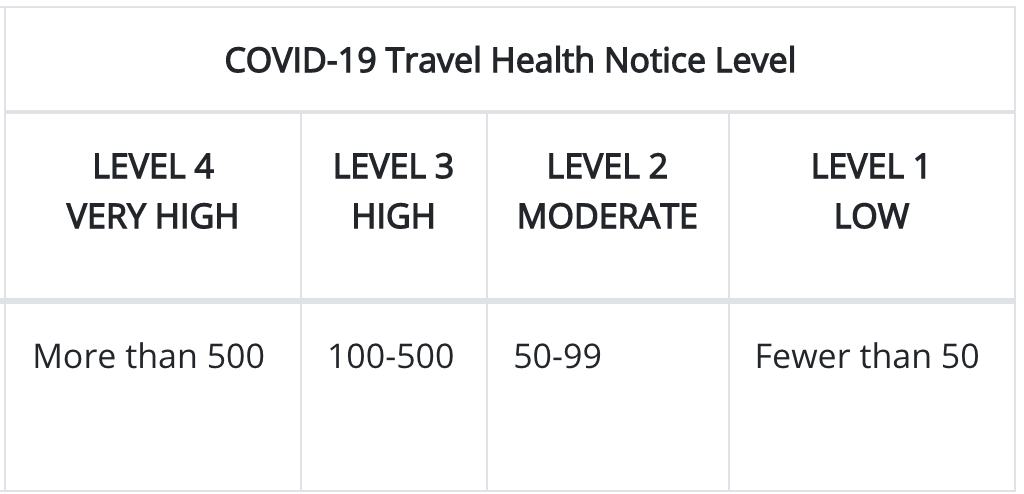 COVID-19 Travel Health Notice Level
LEVEL 4
VERY HIGH
LEVEL 3
HIGH
LEVEL 2
MODERATE
LEVEL 1
LOW
More than 500
100-500
50-99
Fewer than 50